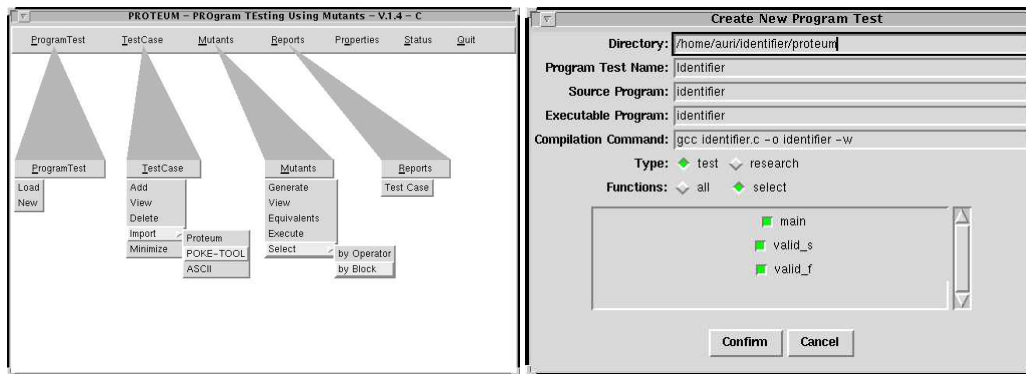 PROTEUM – PROgram TEsting Using Mutants – V.1.4 – C
ProgramTest TestCase Mutants Reports Properties Status Quit
ProgramTest TestCase Mutants Reports
Load Add Generate Test Case
New View View
Delete Equivalents
Import Execute
Minimize Select
Proteum
POKE-TOOL
ASCII
by Operator
by Block
Create New Program Test
Directory: /home/auri/identifier/proteum
Program Test Name: Identifier
Source Program: identifier
Executable Program: identifier
Compilation Command: gcc identifier.c –o identifier –w
Type: test research
Functions: all select
main
valid_s
valid_f
Confirm Cancel